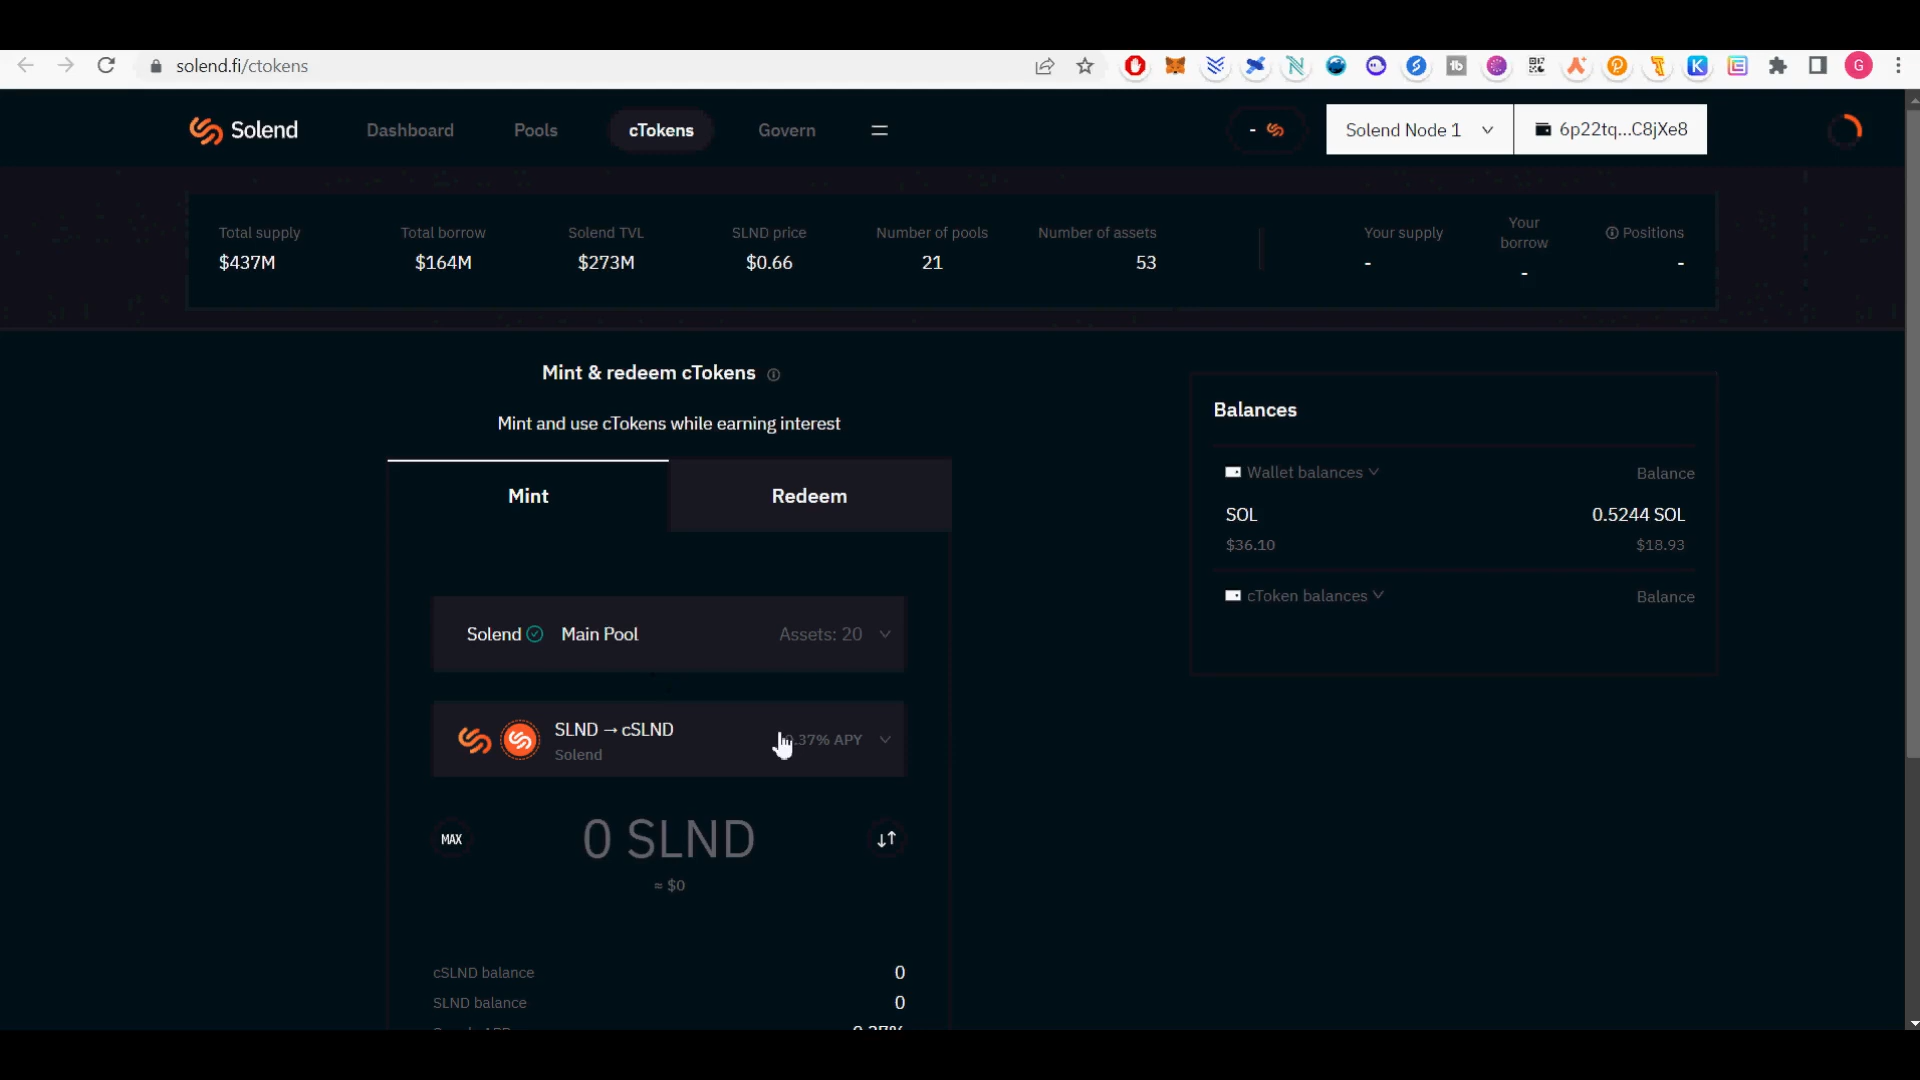 solend.fi/ctokens
G
Solend
Dashboard
Pools
cTokens
Govern
-
Solend Node 1
6p22tq...C8jXe8
Total supply
Total borrow
Solend TVL
SLND price
Number of pools
Number of assets
Your supply
Your borrow
Positions
$437M
$164M
$273M
$0.66
21
53
-
-
-
Mint & redeem cTokens
Mint and use cTokens while earning interest
Mint
Redeem
Solend Main Pool Assets: 20
SLND → cSLND
Solend
.37% APY
MAX
0 SLND
≈ $0
cSLND balance 0
SLND balance 0
Balances
Wallet balances Balance
SOL 0.5244 SOL
$36.10 $18.93
cToken balances Balance